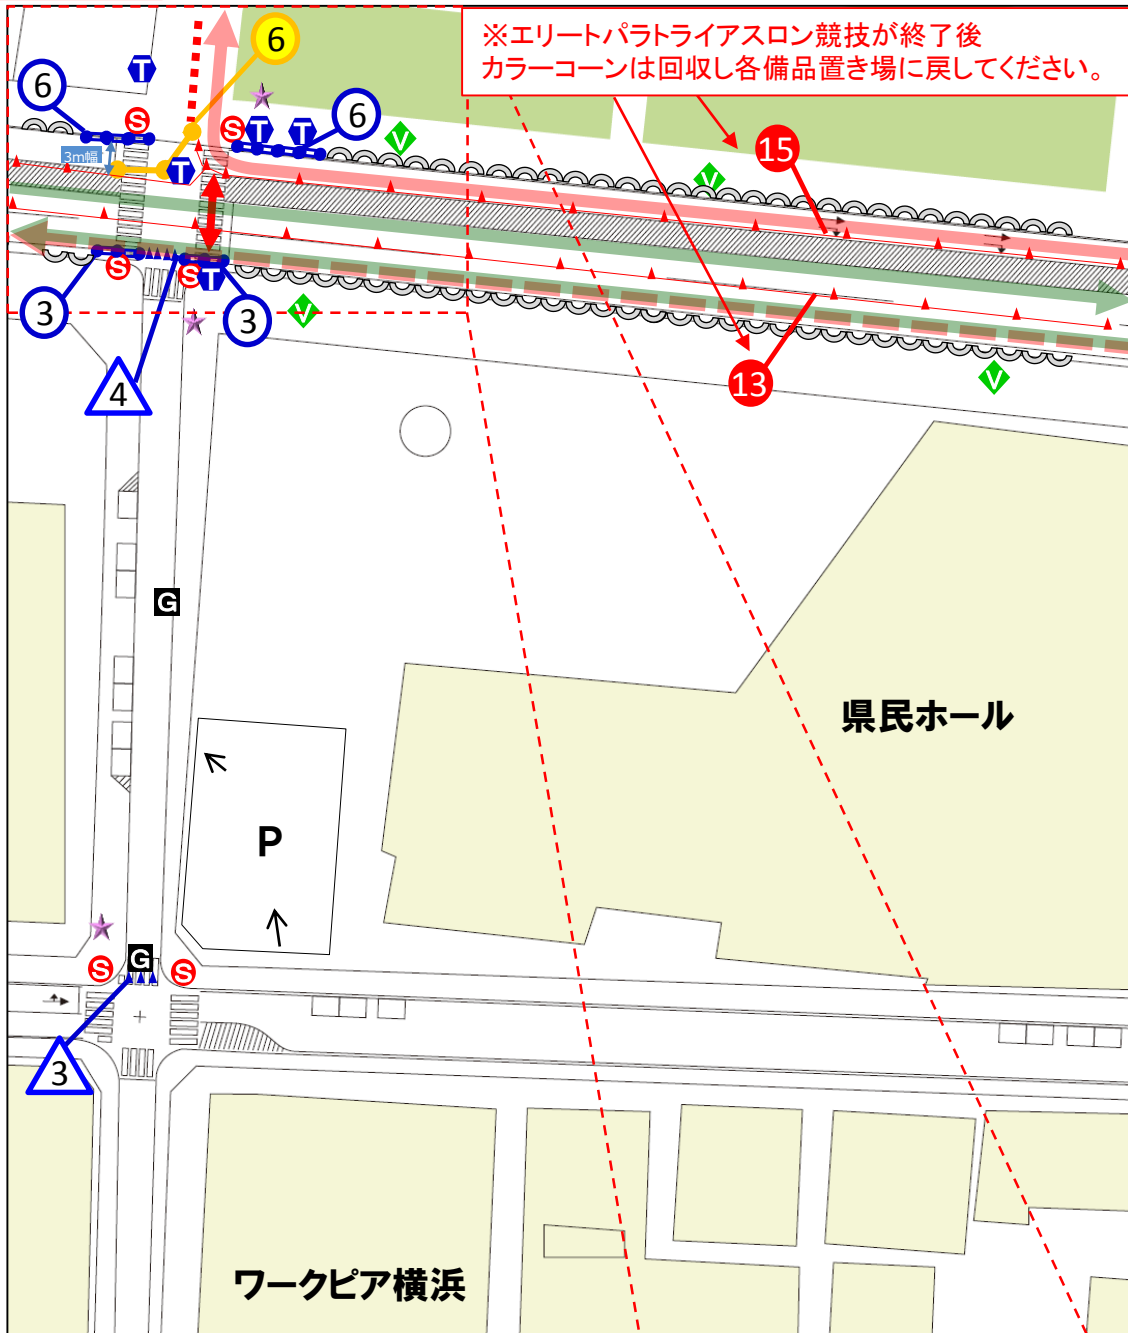 ※エリートパラトライアスロン競技が終了後
カラーコーンは回収し各備品置き場に戻してください。
6
T
6
S
S
T
T
6
V
15
3m幅
T
V
S
S
T
3
3
V
4
13
V
G
県民ホール
P
S
G
S
3
ワークピア横浜